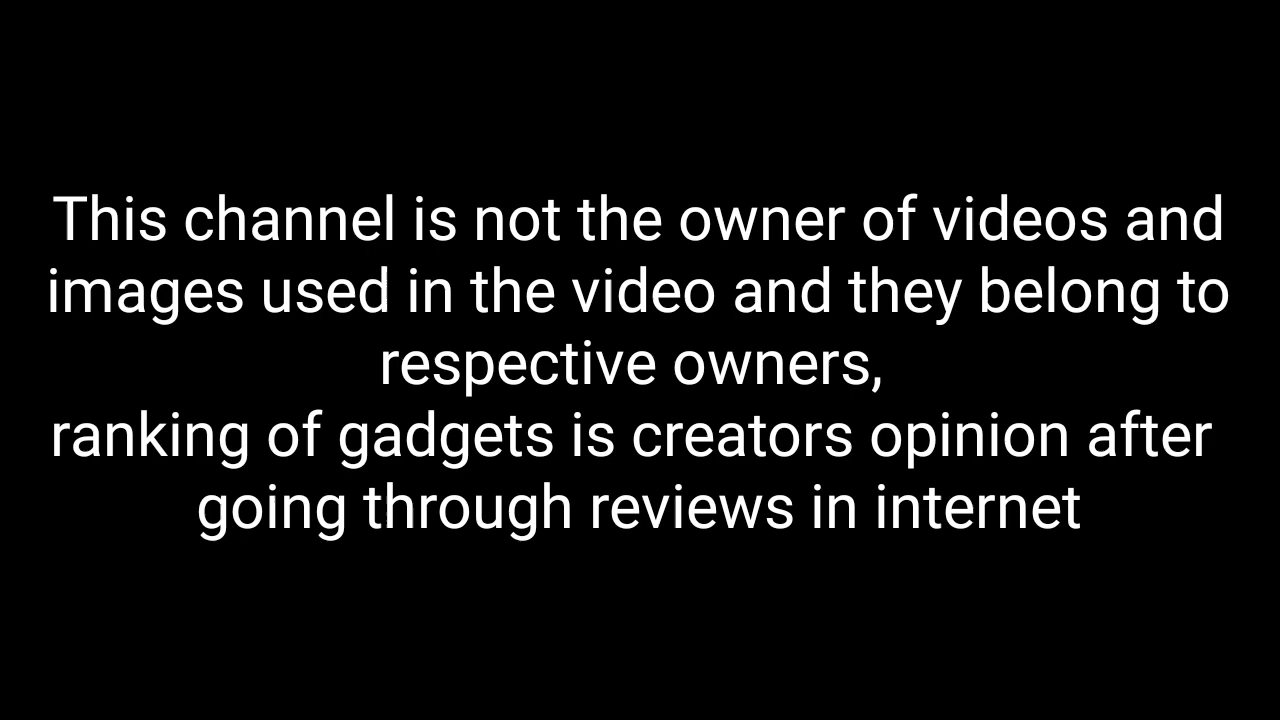 This channel is not the owner of videos and
images used in the video and they belong to
respective owners,
ranking of gadgets is creators opinion after
going through reviews in internet